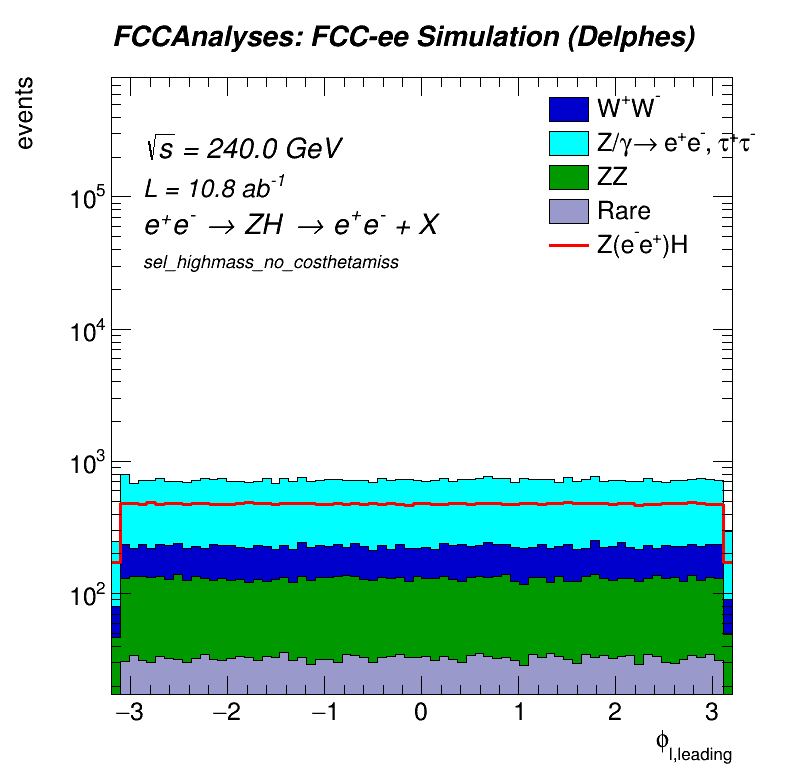 FCCAnalyses: FCC-ee Simulation (Delphes)
events
√s = 240.0 GeV
L = 10.8 ab⁻¹
e⁺e⁻ → ZH → e⁺e⁻ + X
sel_highmass_no_costhetamiss
W⁺W⁻
Z/γ→ e⁺e⁻, τ⁺τ⁻
ZZ
Rare
Z(e⁻e⁺)H
10⁵
10⁴
10³
10²
−3 −2 −1 0 1 2 3
ϕ_l,leading